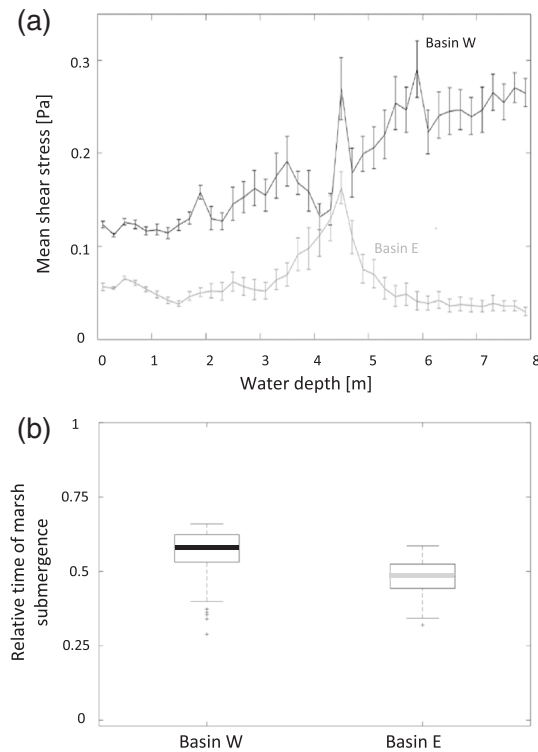 (a)
0.3
0.2
0.1
0
Mean shear stress [Pa]
Basin W
Basin E
0 1 2 3 4 5 6 7 8
Water depth [m]
(b)
1
0.75
0.5
0.25
0
Relative time of marsh
submergence
Basin W Basin E